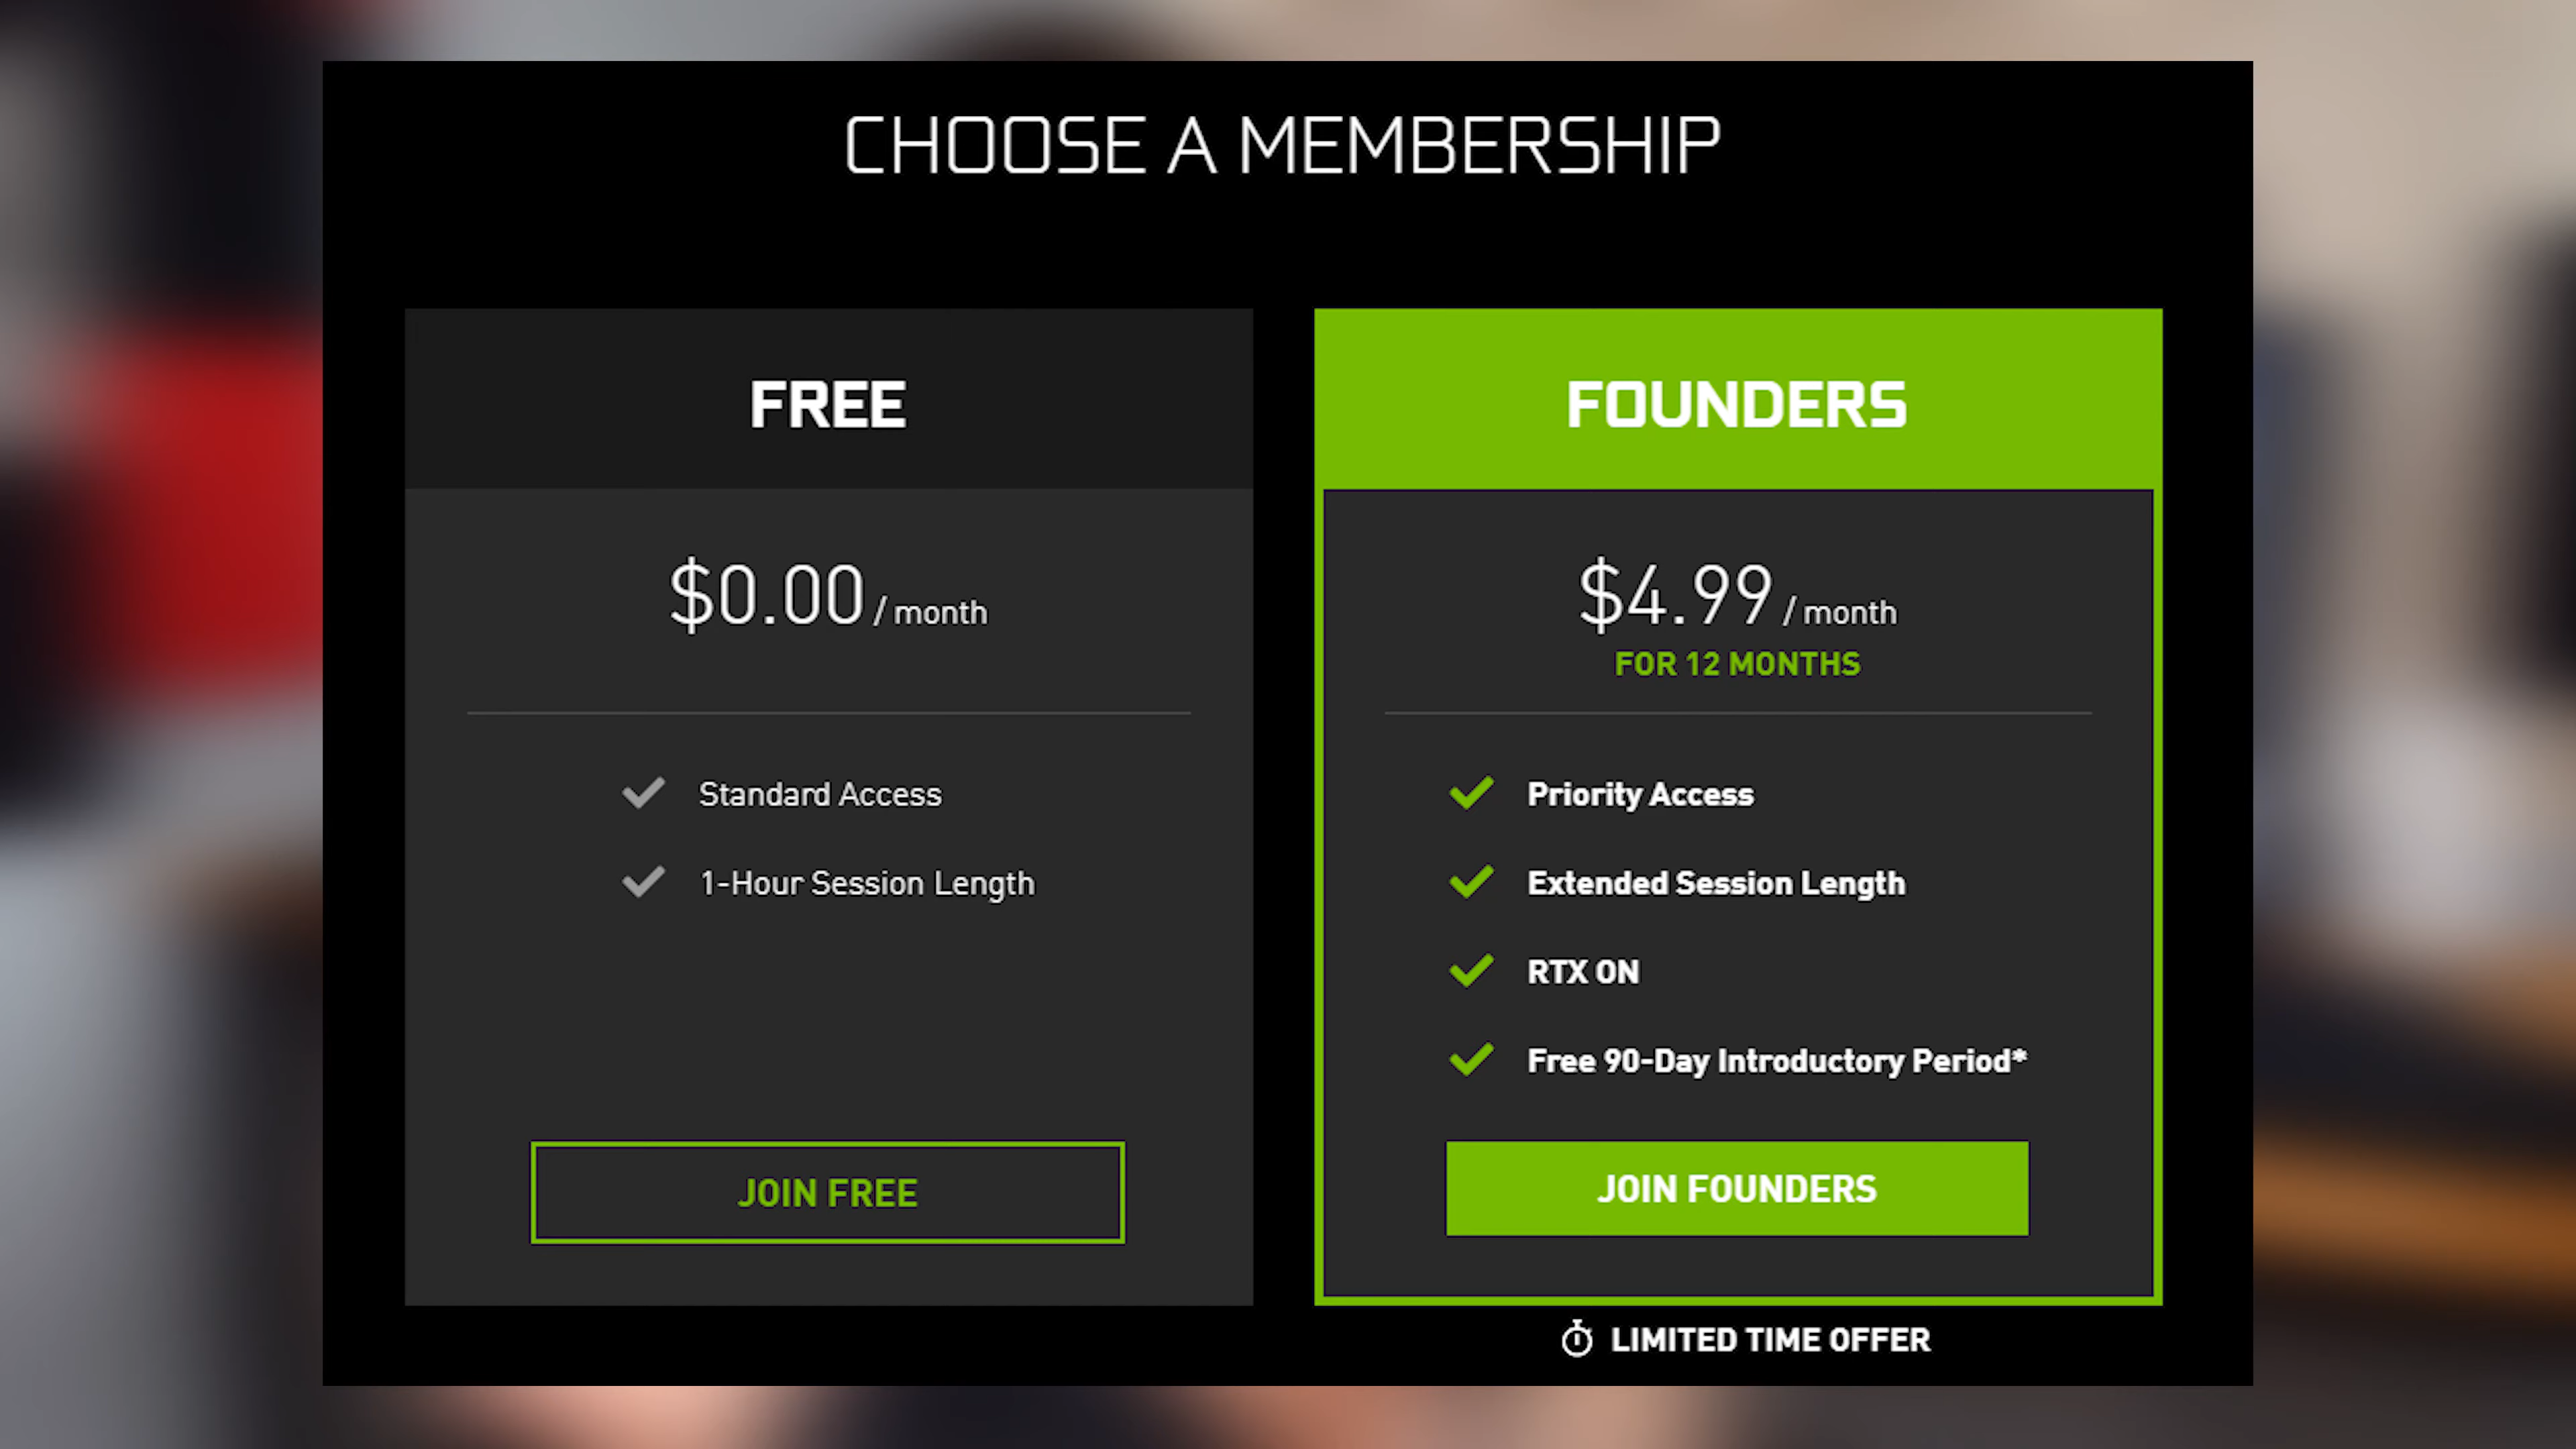 CHOOSE A MEMBERSHIP
FREE
$0.00 / month
Standard Access
1-Hour Session Length
JOIN FREE
FOUNDERS
$4.99 / month
FOR 12 MONTHS
Priority Access
Extended Session Length
RTX ON
Free 90-Day Introductory Period*
JOIN FOUNDERS
LIMITED TIME OFFER